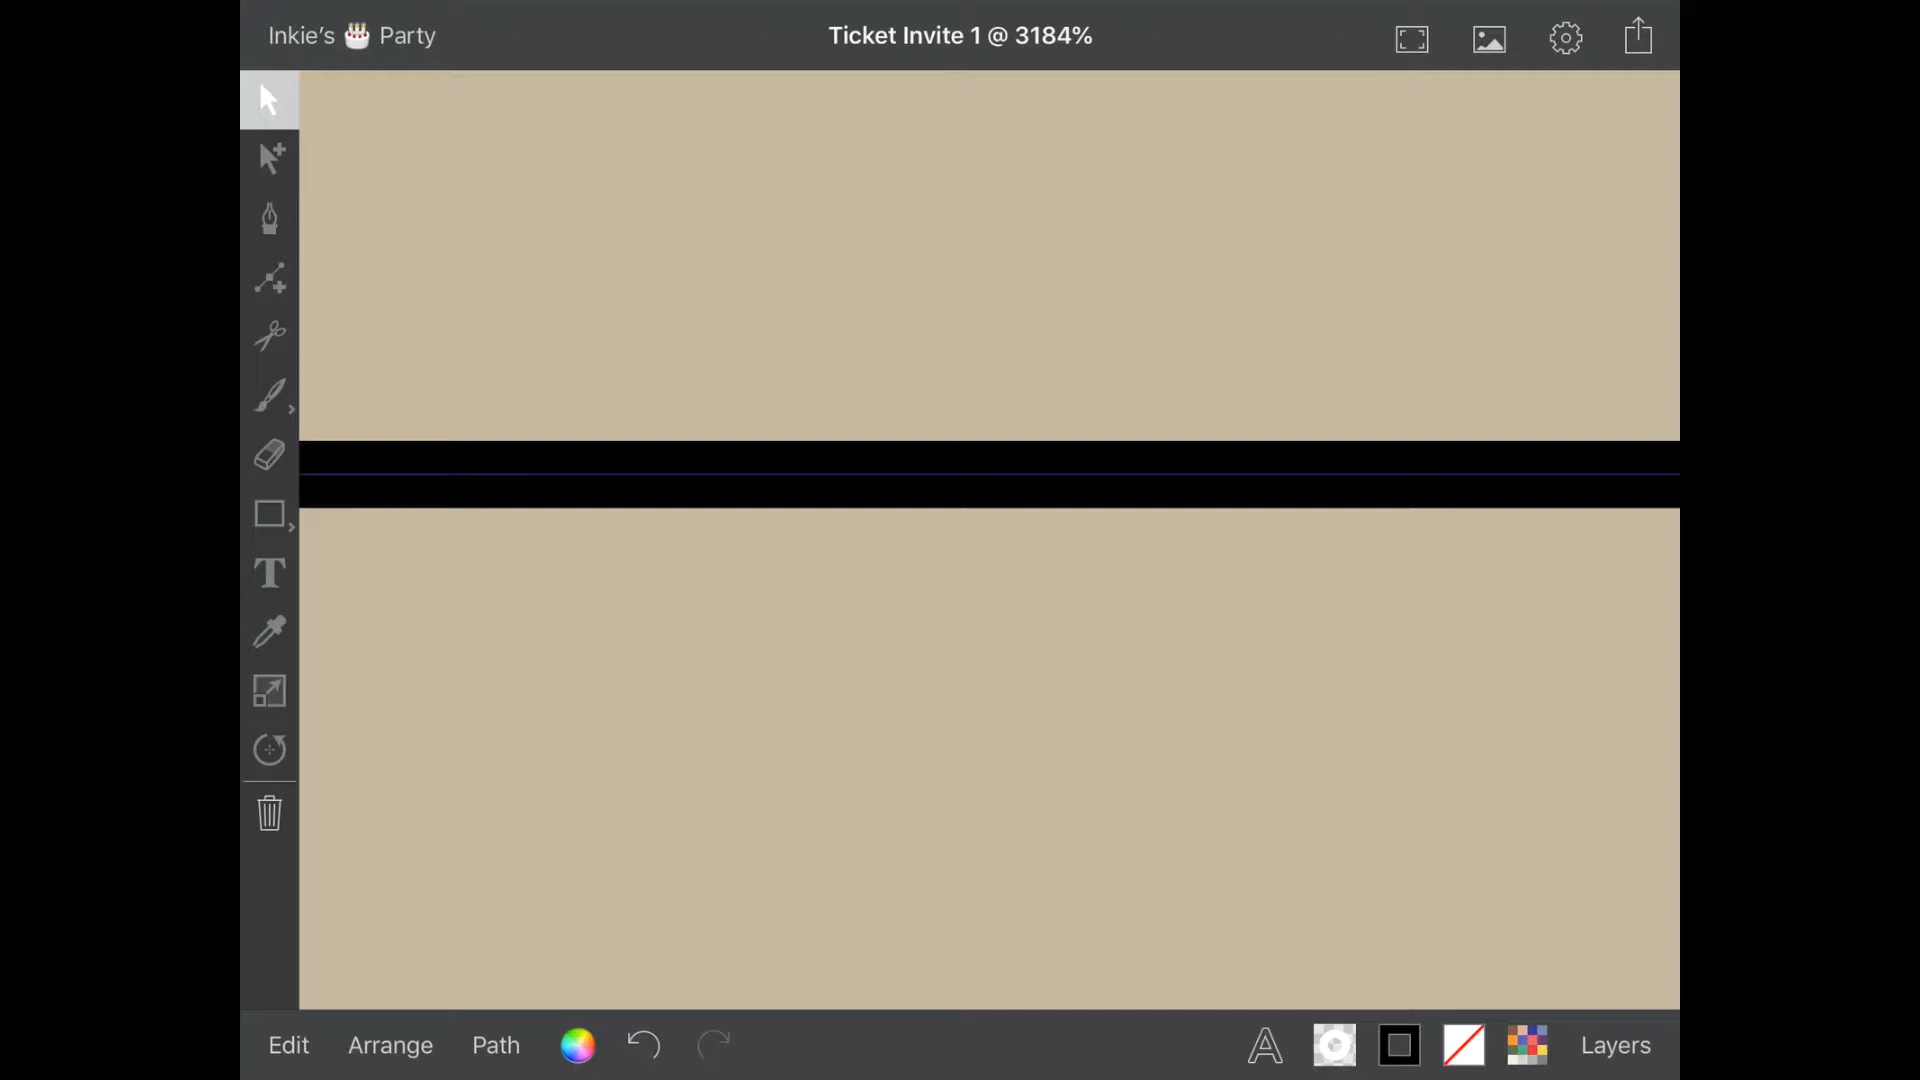 Inkie's 🎂 Party
Ticket Invite 1 @ 3184%
T
Edit
Arrange
Path
A
Layers